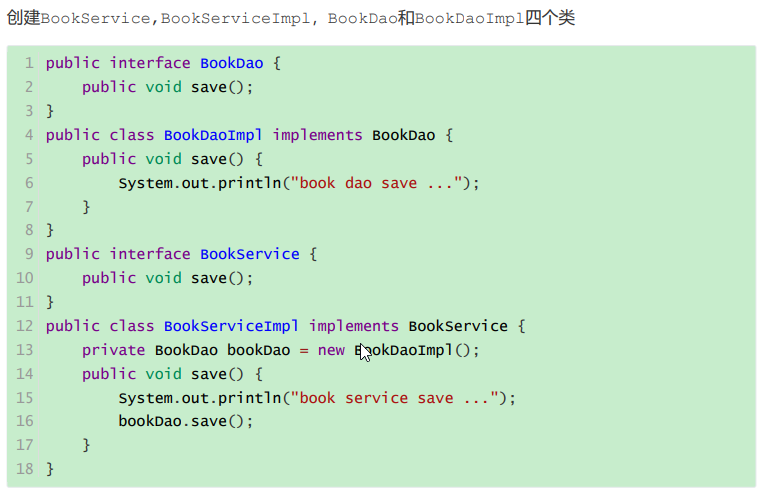 创建BookService,BookServiceImpl, BookDao和BookDaoImpl四个类
1 public interface BookDao {
2     public void save();
3 }
4 public class BookDaoImpl implements BookDao {
5     public void save() {
6         System.out.println("book dao save ...");
7     }
8 }
9 public interface BookService {
10     public void save();
11 }
12 public class BookServiceImpl implements BookService {
13     private BookDao bookDao = new BookDaoImpl();
14     public void save() {
15         System.out.println("book service save ...");
16         bookDao.save();
17     }
18 }